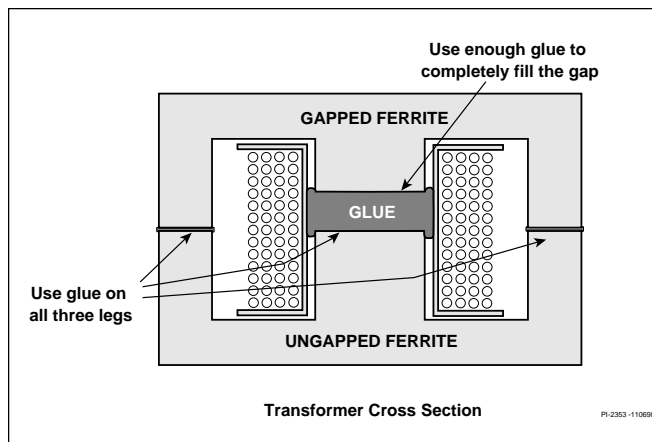 Use enough glue to
completely fill the gap
GAPPED FERRITE
GLUE
Use glue on
all three legs
UNGAPPED FERRITE
Transformer Cross Section